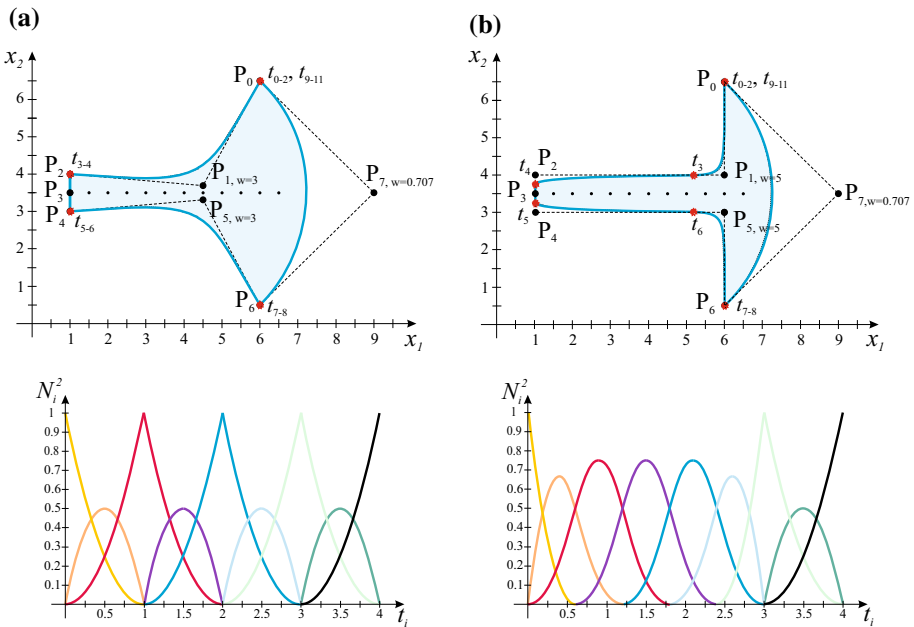 (a)
(b)
x2
x2
P0 t0-2, t9-11
P0 t0-2, t9-11
6
5
4
3
2
1
6
5
4
3
2
1
P2 t3-4
P3
P4 t5-6
P1, w=3
P5, w=3
P7, w=0.707
P6 t7-8
t4 P2
P3
t5 P4
t3
P1, w=5
t6
P5, w=5
P7, w=0.707
P6 t7-8
1 2 3 4 5 6 7 8 9 x1
1 2 3 4 5 6 7 8 9 x1
Ni2
Ni2
1
0.9
0.8
0.7
0.6
0.5
0.4
0.3
0.2
0.1
1
0.9
0.8
0.7
0.6
0.5
0.4
0.3
0.2
0.1
0.5 1 1.5 2 2.5 3 3.5 4 ti
0.5 1 1.5 2 2.5 3 3.5 4 ti